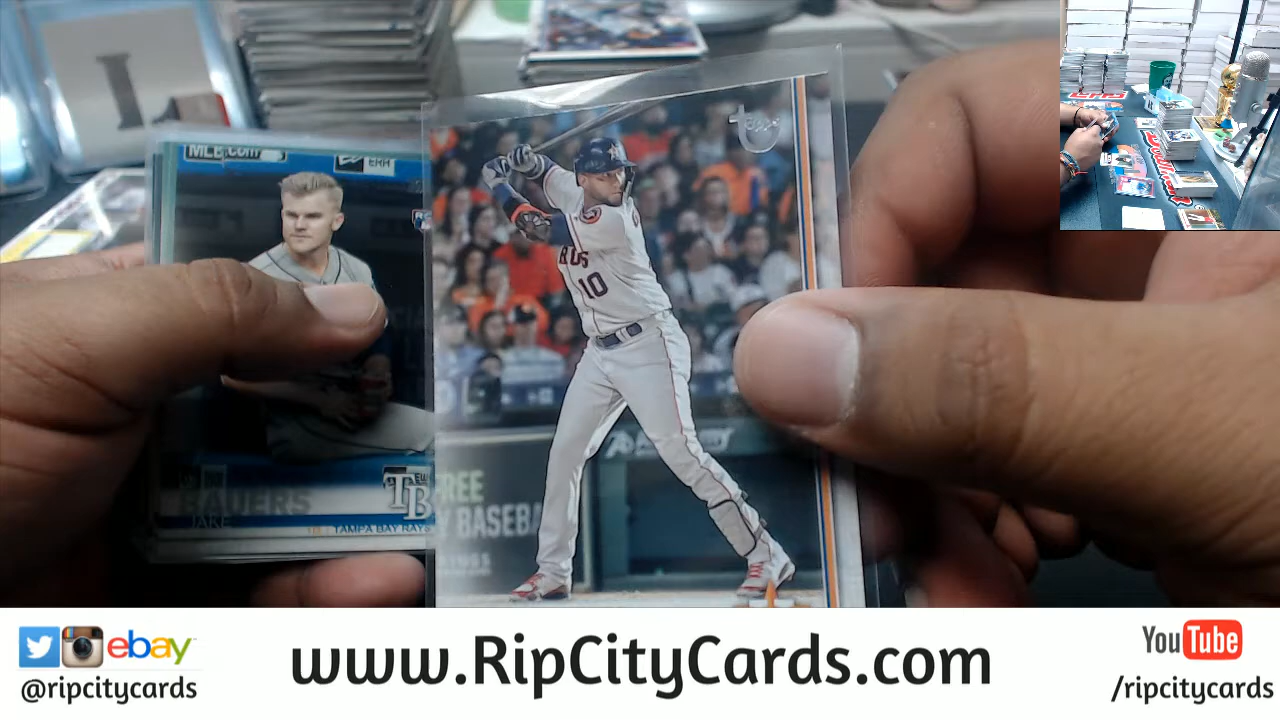 MLB.com
ERA
Topps
10
BAUERS
JAKE
TB
TAMPA BAY RAYS
FREE
BASEBA
ebay
@ripcitycards
www.RipCityCards.com
YouTube
/ripcitycards